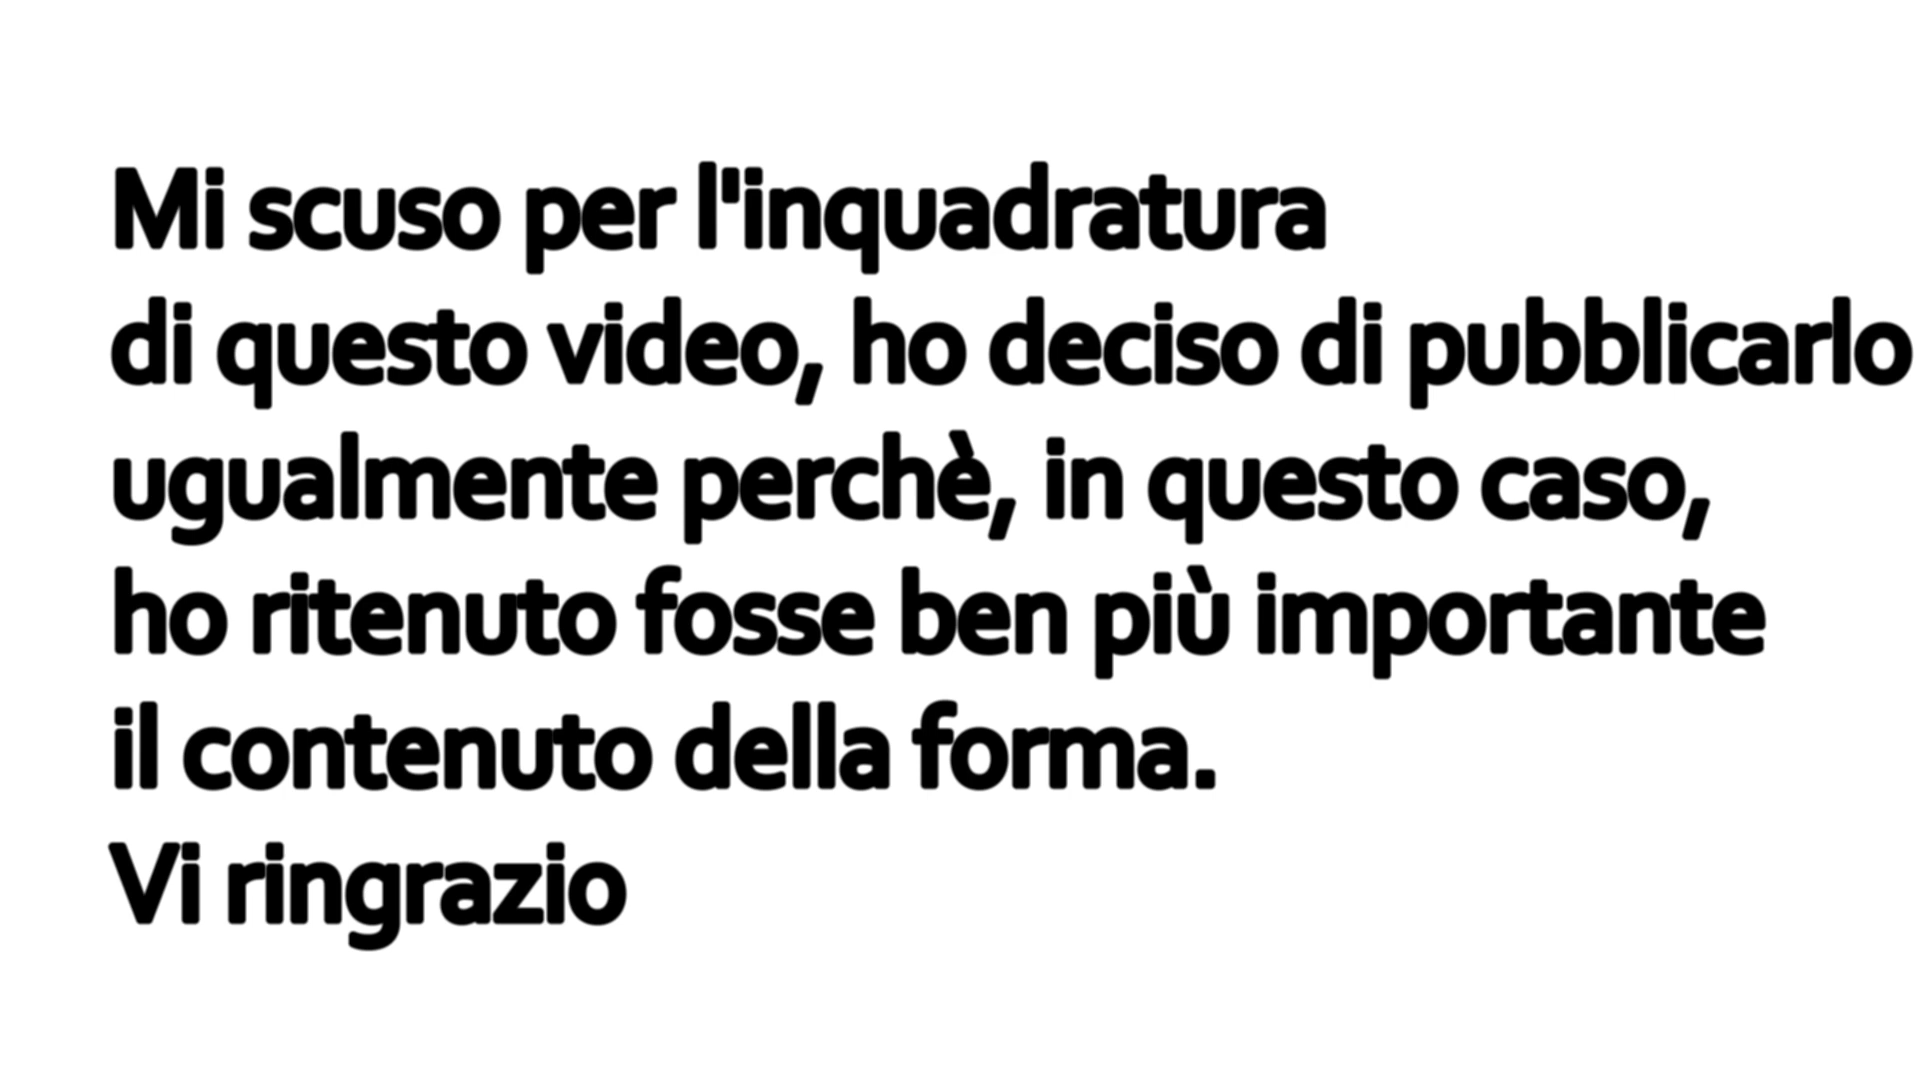 Mi scuso per l'inquadratura
di questo video, ho deciso di pubblicarlo
ugualmente perchè, in questo caso,
ho ritenuto fosse ben più importante
il contenuto della forma.
Vi ringrazio